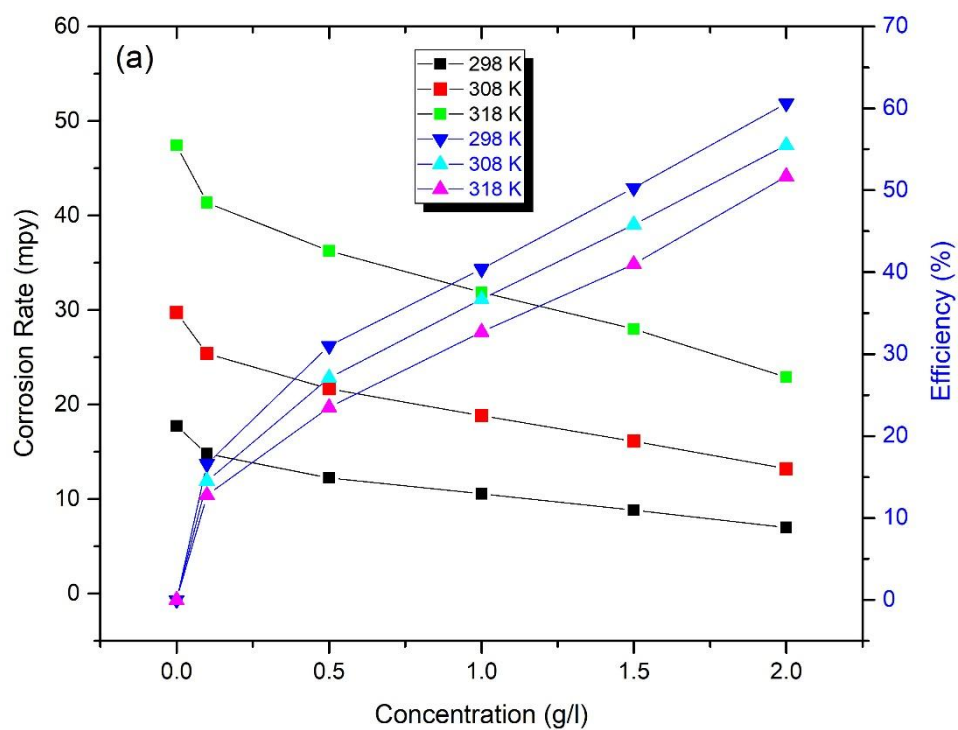 (a)
298 K
308 K
318 K
298 K
308 K
318 K
60
50
40
30
20
10
0
Corrosion Rate (mpy)
70
60
50
40
30
20
10
0
Efficiency (%)
0.0 0.5 1.0 1.5 2.0
Concentration (g/l)